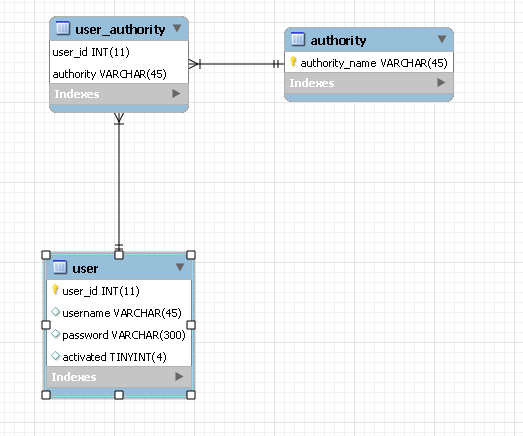 user_authority
user_id INT(11)
authority VARCHAR(45)
Indexes
authority
authority_name VARCHAR(45)
Indexes
user
user_id INT(11)
username VARCHAR(45)
password VARCHAR(300)
activated TINYINT(4)
Indexes